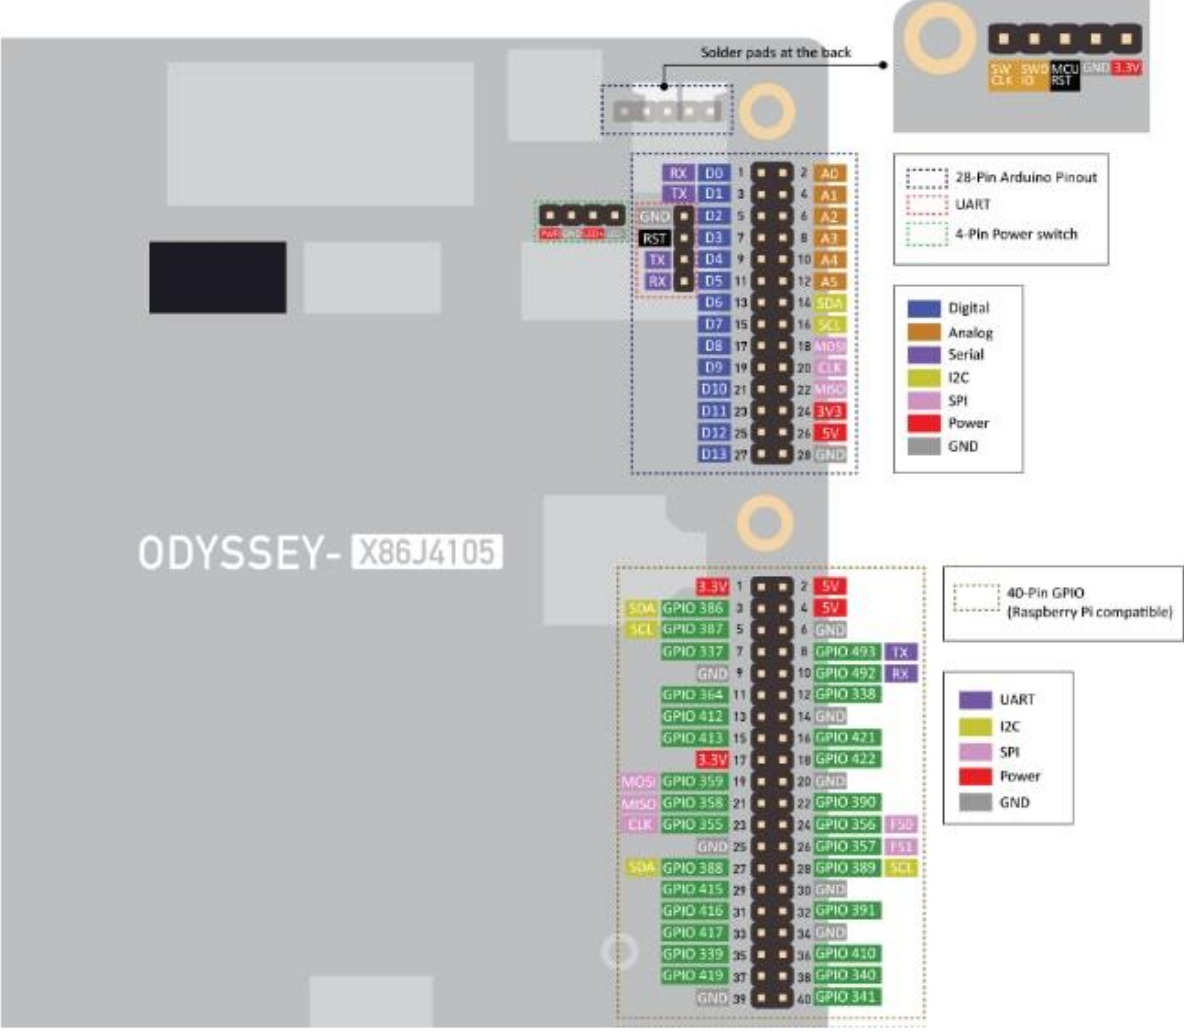 Solder pads at the back
SW CLK SWD IO MCU RST GND 3.3V
28-Pin Arduino Pinout
UART
4-Pin Power switch
RX D0 1 2 A0
TX D1 3 4 A1
GND D2 5 6 A2
PWR GND LED+
RST D3 7 8 A3
TX D4 9 10 A4
RX D5 11 12 A5
D6 13 14 SDA
D7 15 16 SCL
D8 17 18 MOSI
D9 19 20 CLK
D10 21 22 MISO
D11 23 24 3V3
D12 25 26 5V
D13 27 28 GND
Digital
Analog
Serial
I2C
SPI
Power
GND
ODYSSEY- X86J4105
3.3V 1 2 5V
SDA GPIO 386 3 4 5V
SCL GPIO 387 5 6 GND
GPIO 337 7 8 GPIO 493 TX
GND 9 10 GPIO 492 RX
GPIO 364 11 12 GPIO 338
GPIO 412 13 14 GND
GPIO 413 15 16 GPIO 421
3.3V 17 18 GPIO 422
MOSI GPIO 359 19 20 GND
MISO GPIO 358 21 22 GPIO 390
CLK GPIO 355 23 24 GPIO 356 FS0
GND 25 26 GPIO 357 FS1
SDA GPIO 388 27 28 GPIO 389 SCL
GPIO 415 29 30 GND
GPIO 416 31 32 GPIO 391
GPIO 417 33 34 GND
GPIO 339 35 36 GPIO 410
GPIO 419 37 38 GPIO 340
GND 39 40 GPIO 341
40-Pin GPIO
(Raspberry Pi compatible)
UART
I2C
SPI
Power
GND